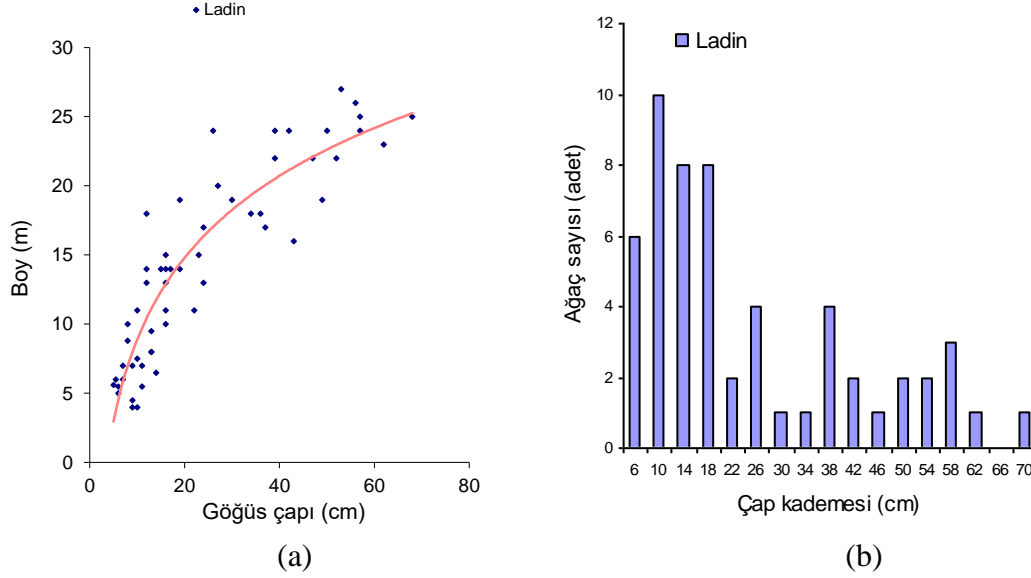 Ladin
30
25
20
15
10
5
0
0 20 40 60 80
Boy (m)
Göğüs çapı (cm)
(a)
Ladin
12
10
8
6
4
2
0
6 10 14 18 22 26 30 34 38 42 46 50 54 58 62 66 70
Ağaç sayısı (adet)
Çap kademesi (cm)
(b)